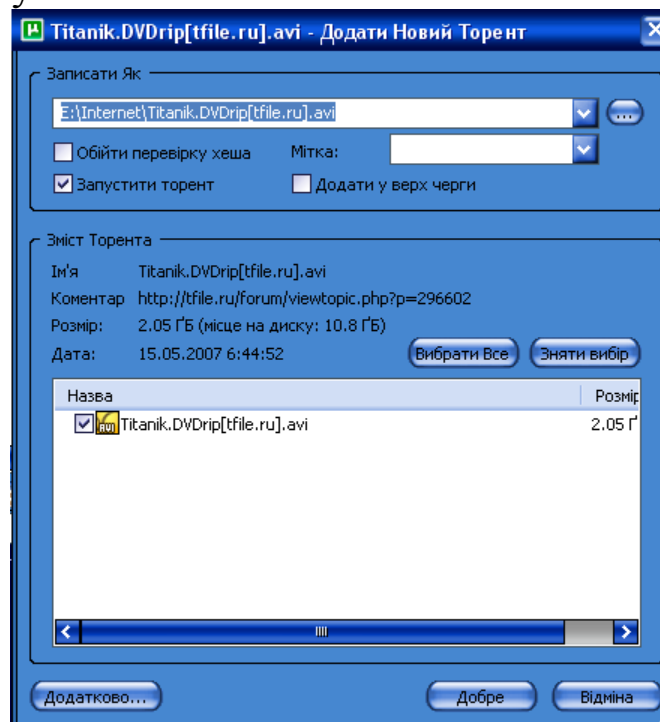 Titanik.DVDrip[tfile.ru].avi - Додати Новий Торент
Записати Як
E:\Internet\Titanik.DVDrip[tfile.ru].avi
...
Обійти перевірку хеша Мітка:
Запустити торент Додати у верх черги
Зміст Торента
Ім'я Titanik.DVDrip[tfile.ru].avi
Коментар http://tfile.ru/forum/viewtopic.php?p=296602
Розмір: 2.05 ҐБ (місце на диску: 10.8 ҐБ)
Дата: 15.05.2007 6:44:52 Вибрати Все Зняти вибір
Назва Розмір
Titanik.DVDrip[tfile.ru].avi 2.05 Ґ
Додатково... Добре Відміна